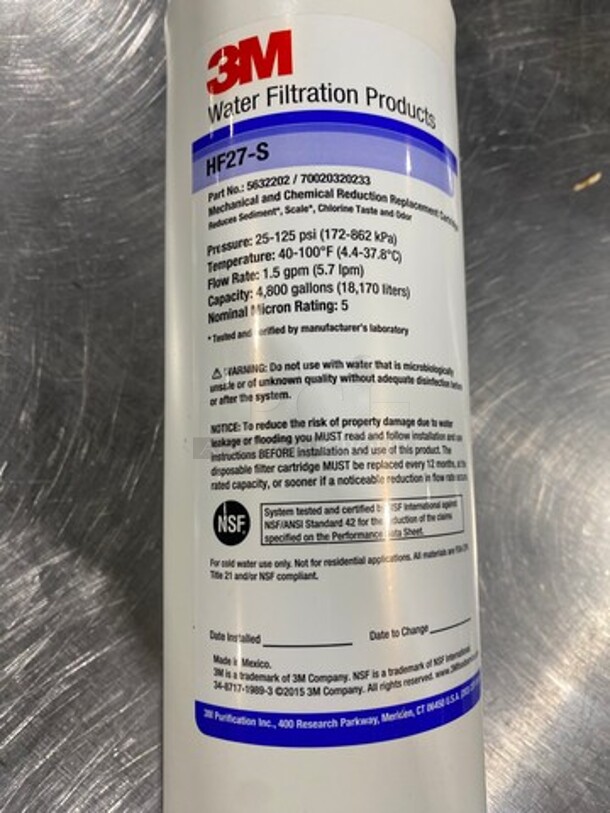 3M
Water Filtration Products
HF27-S
Part No.: 5632202 / 70020320233
Mechanical and Chemical Reduction Replacement
Reduces Sediment*, Scale*, Chlorine Taste and Odor
Pressure: 25-125 psi (172-862 kPa)
Temperature: 40-100°F (4.4-37.8°C)
Flow Rate: 1.5 gpm (5.7 lpm)
Capacity: 4,800 gallons (18,170 liters)
Nominal Micron Rating: 5
* Tested and verified by manufacturer's laboratory
⚠ WARNING: Do not use with water that is microbiologically
unsafe or of unknown quality without adequate disinfection before
or after the system.
NOTICE: To reduce the risk of property damage due to water
leakage or flooding you MUST read and follow installation and use
instructions BEFORE installation and use of this product. The
disposable filter cartridge MUST be replaced every 12 months, at the
rated capacity, or sooner if a noticeable reduction in flow rate occurs.
NSF
System tested and certified by NSF International against
NSF/ANSI Standard 42 for the reduction of the claims
specified on the Performance Data Sheet.
For cold water use only. Not for residential applications. All materials are FDA CFR
Title 21 and/or NSF compliant.
Date Installed
Date to Change
Made in Mexico.
3M is a trademark of 3M Company. NSF is a trademark of NSF International.
34-8717-1989-3 ©2015 3M Company. All rights reserved.
3M Purification Inc., 400 Research Parkway, Meriden, CT 06450 U.S.A.